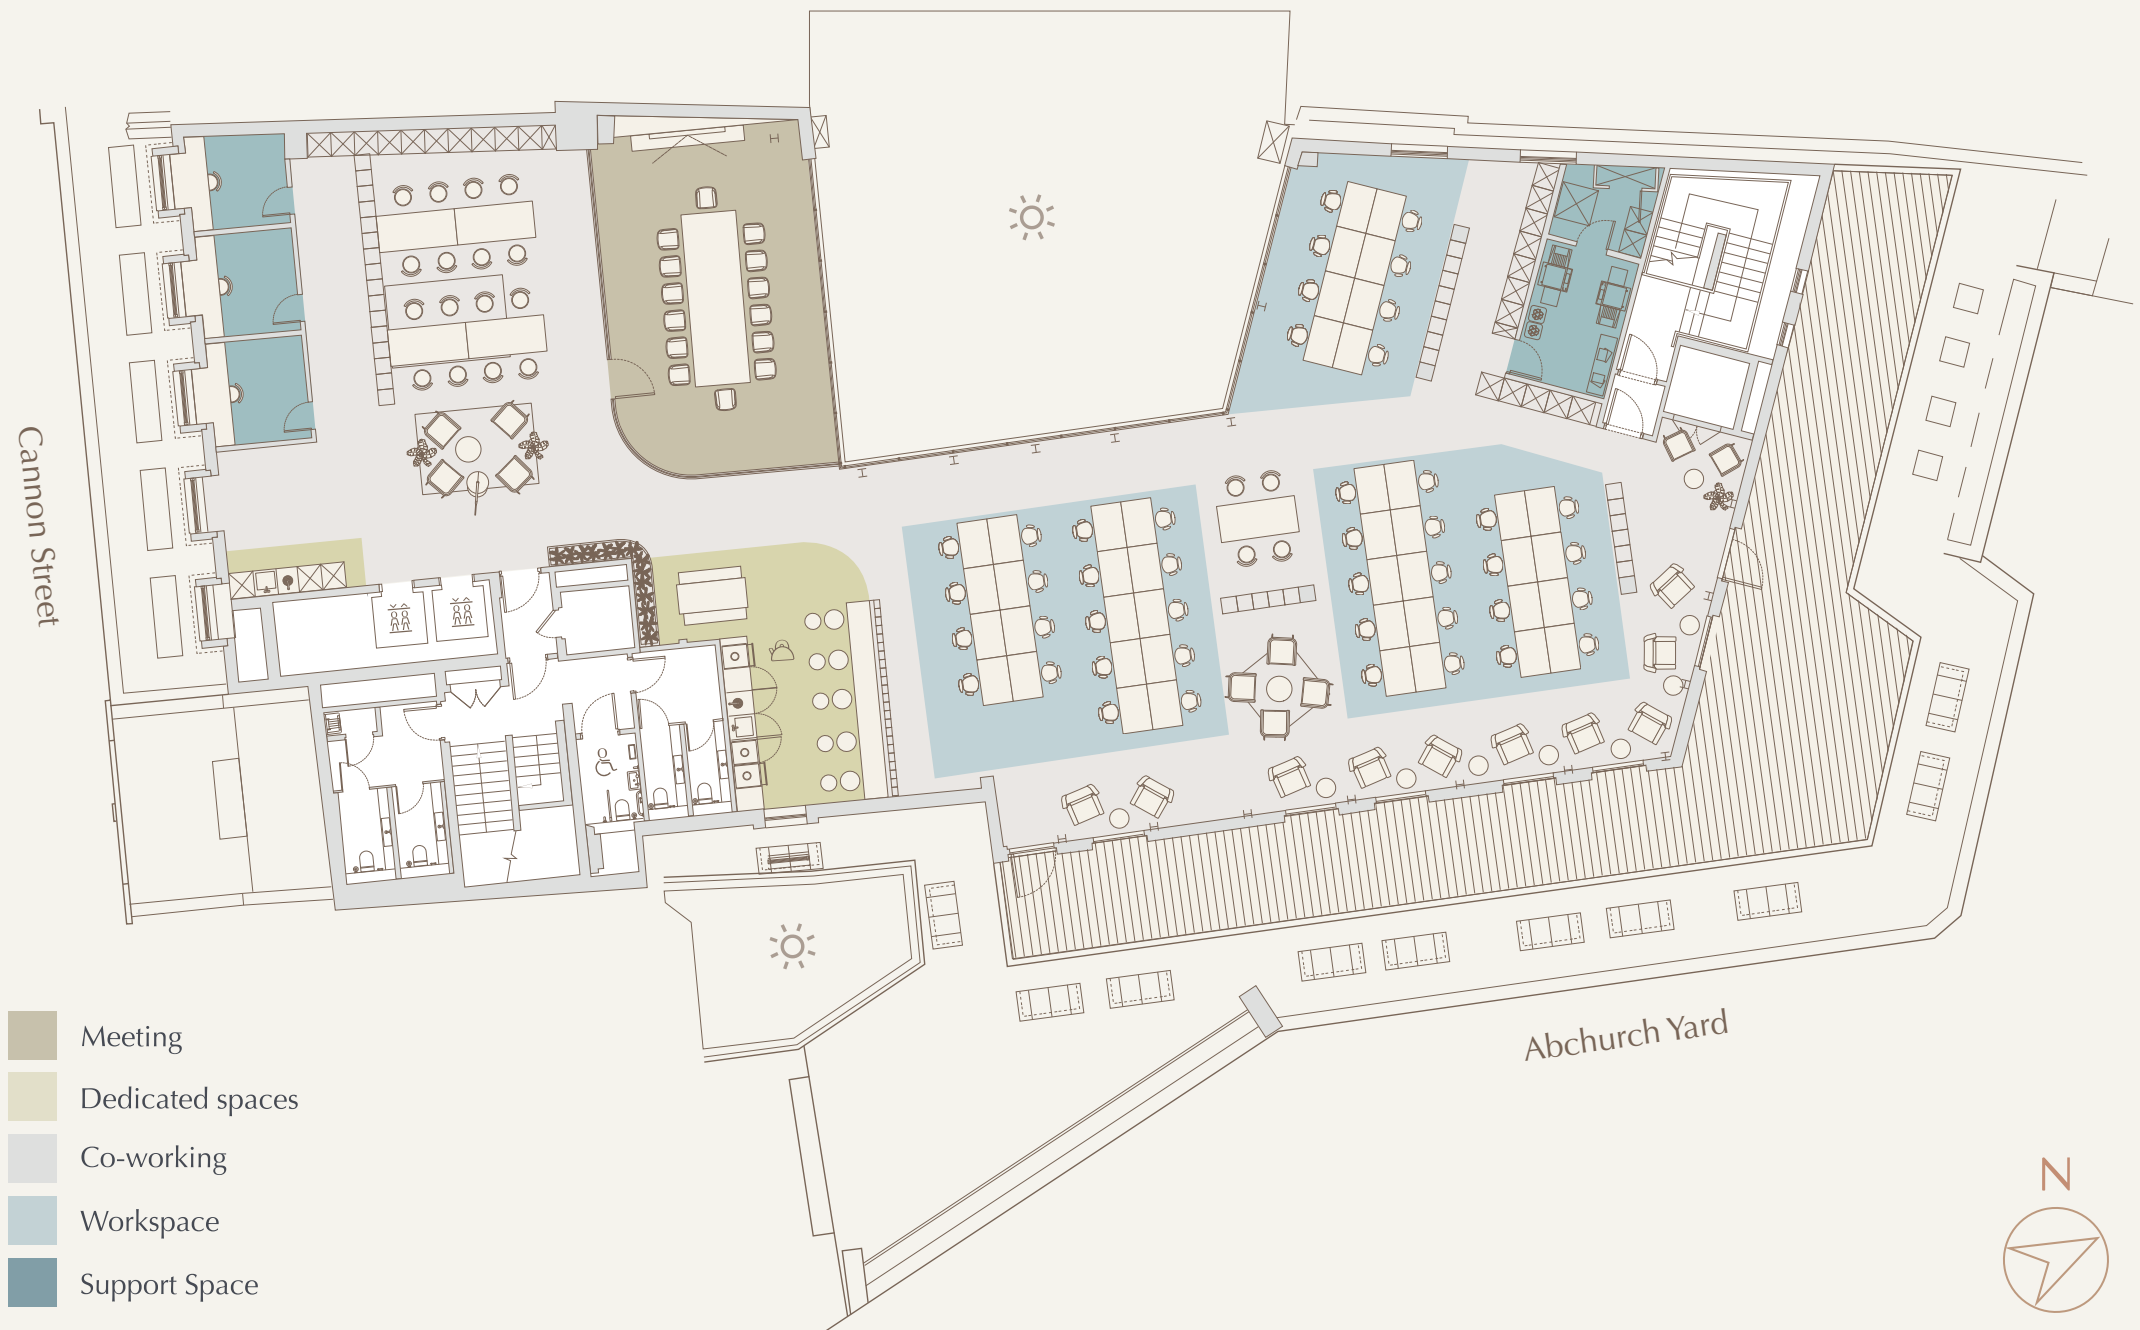 Cannon Street
Abchurch Yard
Meeting
Dedicated spaces
Co-working
Workspace
Support Space
N